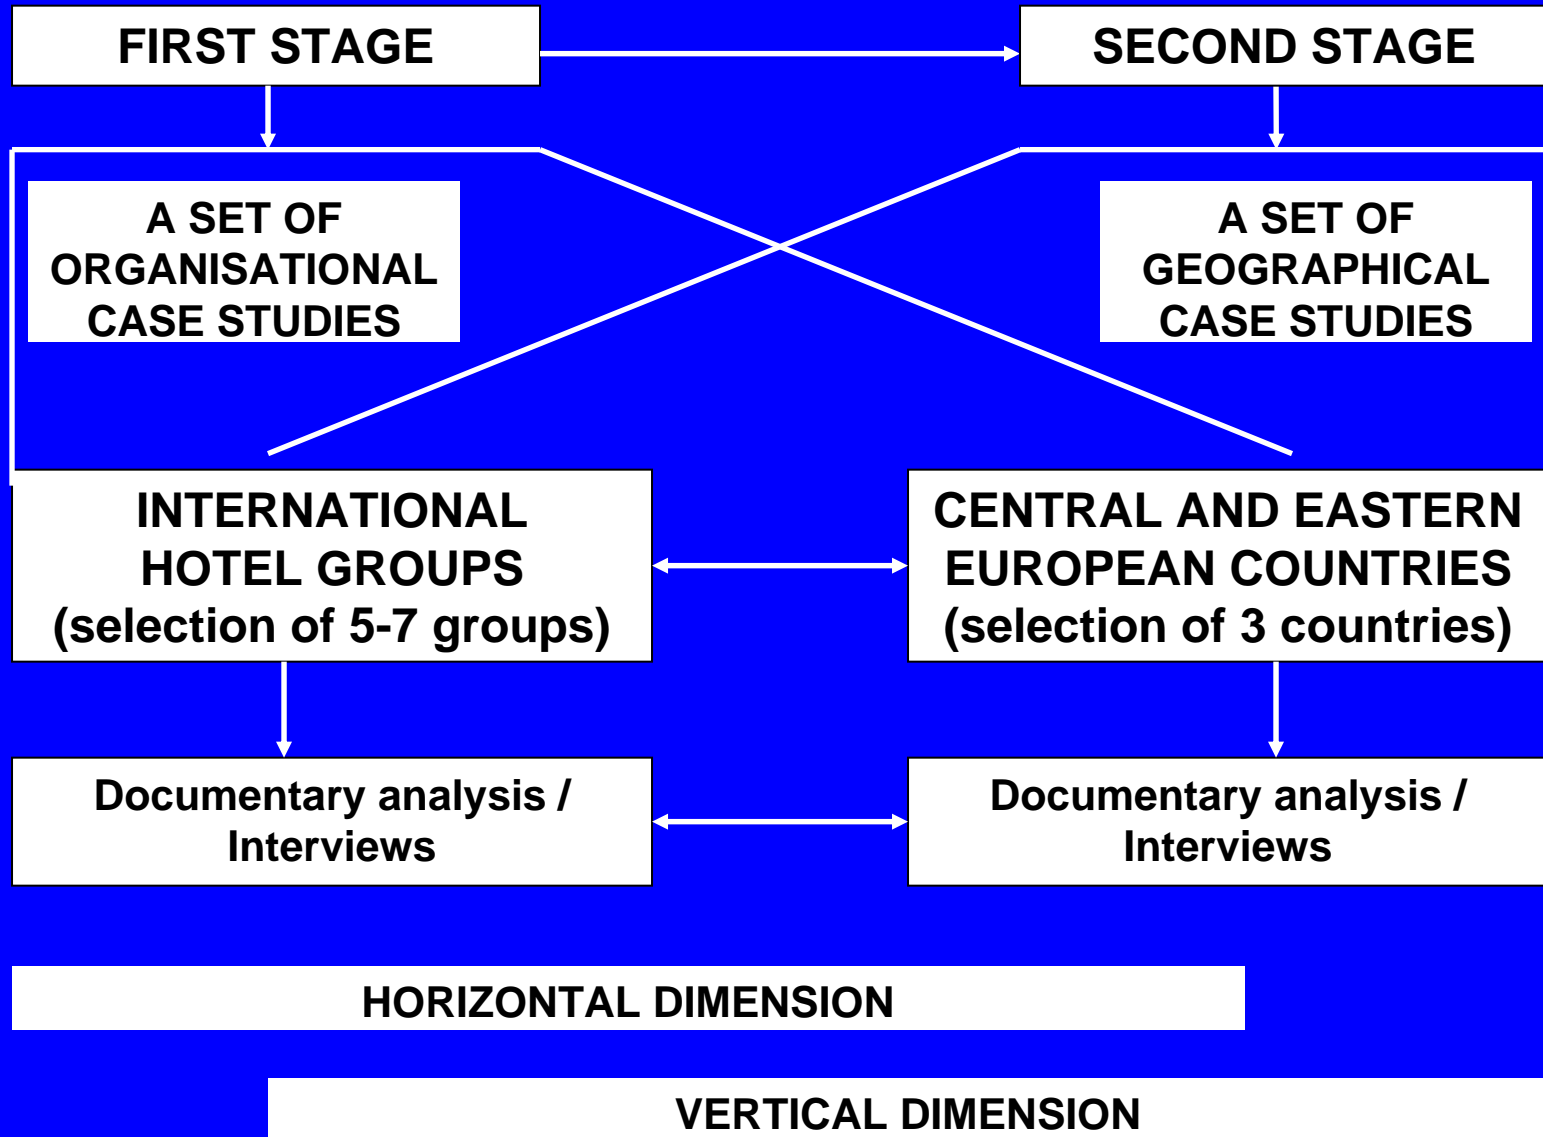 FIRST STAGE
SECOND STAGE
A SET OF
ORGANISATIONAL
CASE STUDIES
A SET OF
GEOGRAPHICAL
CASE STUDIES
INTERNATIONAL
HOTEL GROUPS
(selection of 5-7 groups)
CENTRAL AND EASTERN
EUROPEAN COUNTRIES
(selection of 3 countries)
Documentary analysis /
Interviews
Documentary analysis /
Interviews
HORIZONTAL DIMENSION
VERTICAL DIMENSION